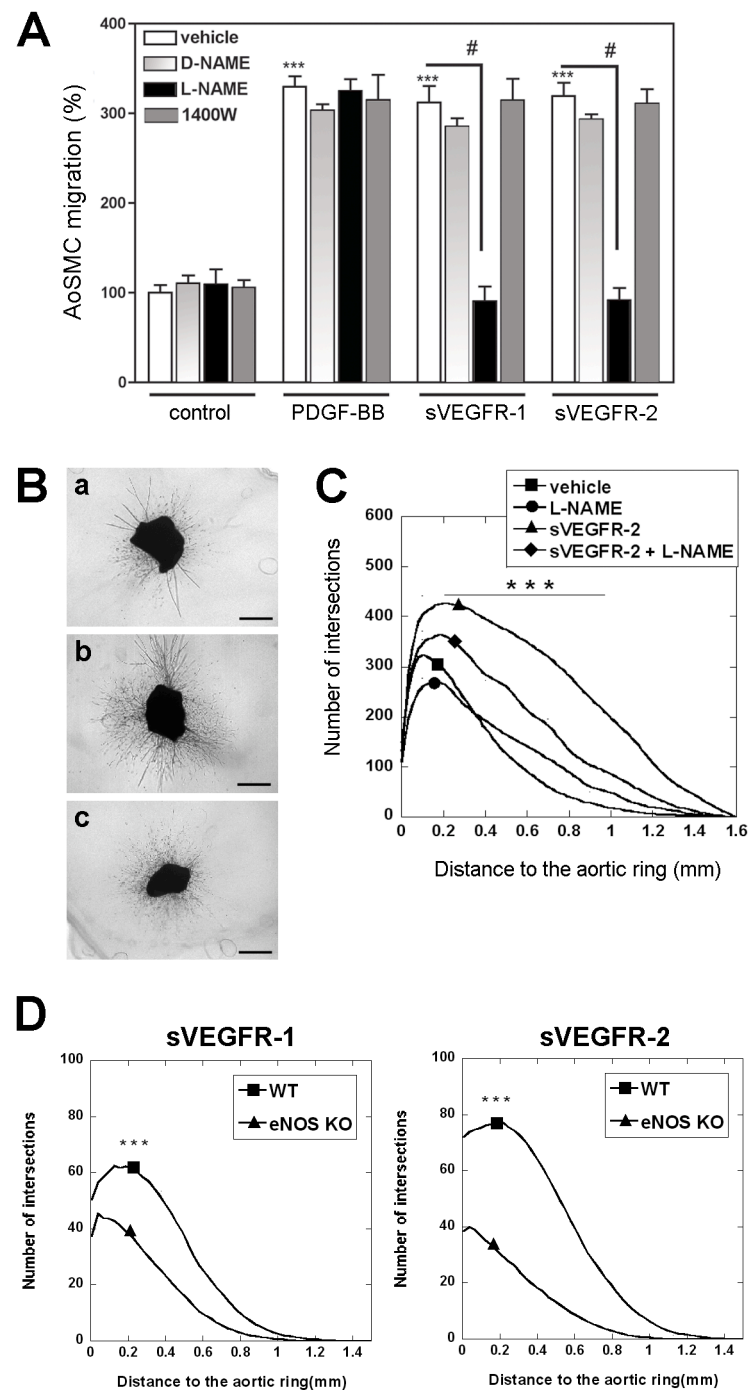 A
400
300
200
100
0
AoSMC migration (%)
vehicle
D-NAME
L-NAME
1400W
***
***
#
***
#
control PDGF-BB sVEGFR-1 sVEGFR-2
B
a
b
c
C
vehicle
L-NAME
sVEGFR-2
sVEGFR-2 + L-NAME
600
500
400
300
200
100
0
Number of intersections
* * *
0 0.2 0.4 0.6 0.8 1 1.2 1.4 1.6
Distance to the aortic ring (mm)
D
sVEGFR-1
100
80
60
40
20
0
Number of intersections
WT
eNOS KO
* * *
0 0.2 0.4 0.6 0.8 1 1.2 1.4
Distance to the aortic ring(mm)
sVEGFR-2
100
80
60
40
20
0
Number of intersections
WT
eNOS KO
* * *
0 0.2 0.4 0.6 0.8 1 1.2 1.4
Distance to the aortic ring(mm)